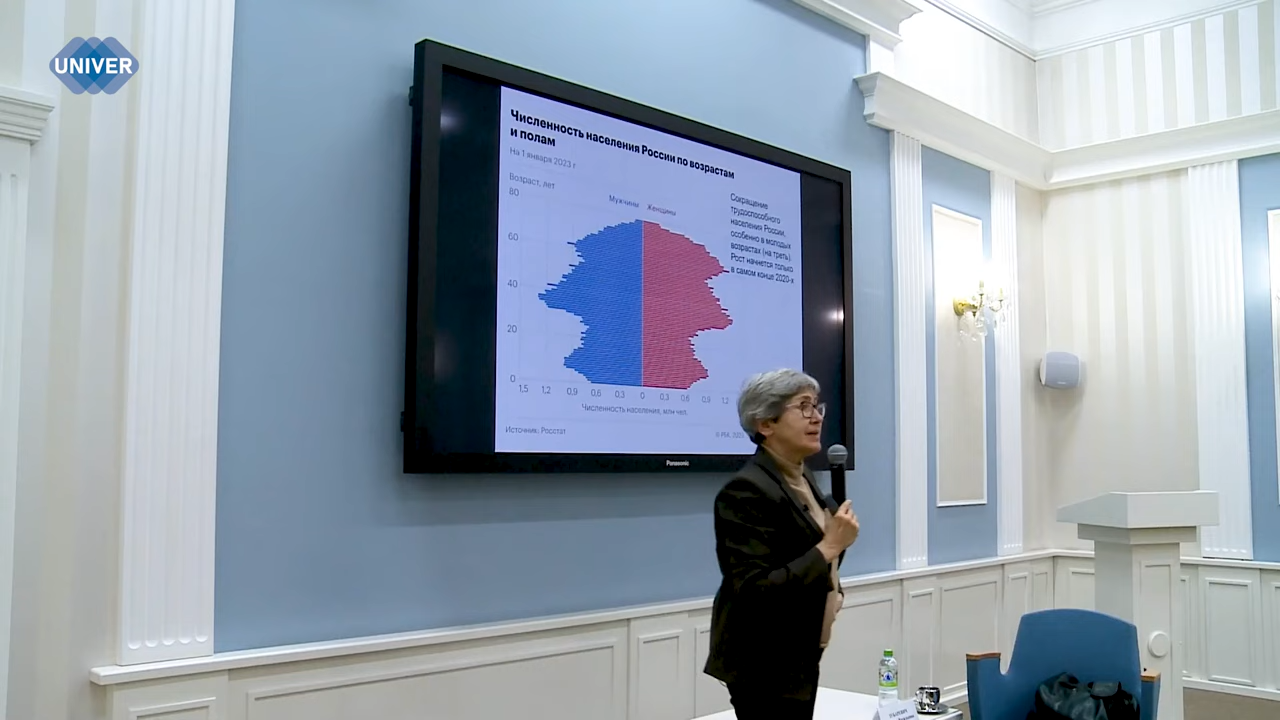 UNIVER
Численность населения России по возрастам
и полам
На 1 января 2023 г.
Возраст, лет
80
60
40
20
0
Мужчины Женщины
Сокращение
трудоспособного
населения России,
особенно в молодых
возрастах (на треть).
Рост начнется только
в самом конце 2020-х
1,5 1,2 0,9 0,6 0,3 0 0,3 0,6 0,9 1,2
Численность населения, млн чел.
Источник: Росстат
© РБК, 2023
Panasonic